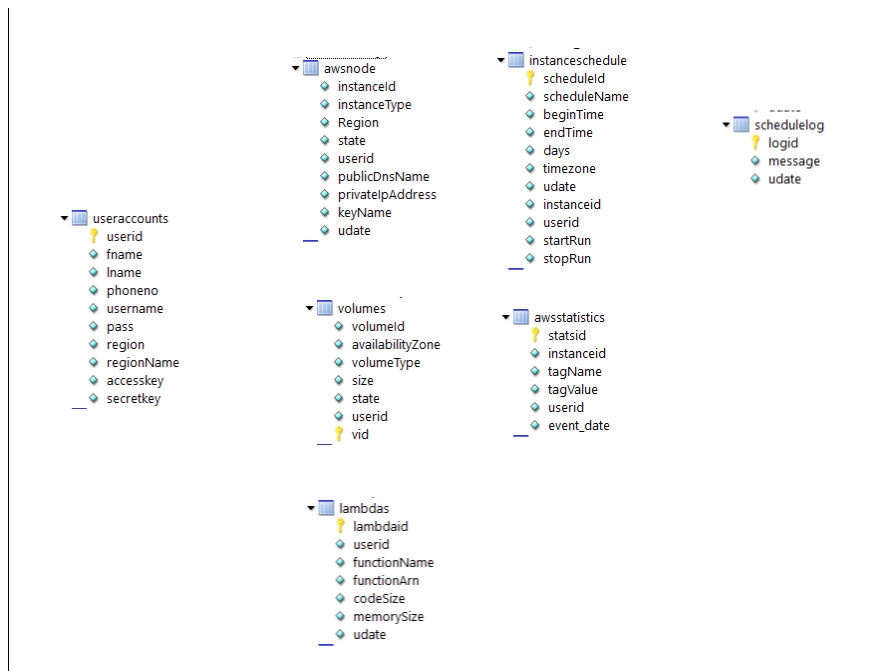 awsnode
instanceId
instanceType
Region
state
userid
publicDnsName
privateIpAddress
keyName
udate
instanceschedule
scheduleId
scheduleName
beginTime
endTime
days
timezone
udate
instanceid
userid
startRun
stopRun
schedulelog
logid
message
udate
useraccounts
userid
fname
lname
phoneno
username
pass
region
regionName
accesskey
secretkey
volumes
volumeId
availabilityZone
volumeType
size
state
userid
vid
awsstatistics
statsid
instanceid
tagName
tagValue
userid
event_date
lambdas
lambdaid
userid
functionName
functionArn
codeSize
memorySize
udate